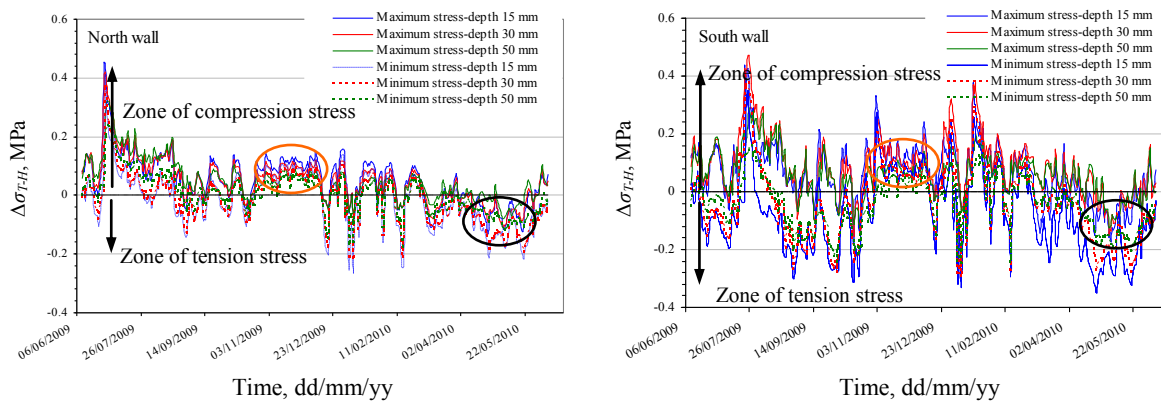 North wall
Maximum stress-depth 15 mm
Maximum stress-depth 30 mm
Maximum stress-depth 50 mm
Minimum stress-depth 15 mm
Minimum stress-depth 30 mm
Minimum stress-depth 50 mm
Zone of compression stress
Zone of tension stress
0.6
0.4
0.2
0
-0.2
-0.4
Δσ_T-H, MPa
06/06/2009
26/07/2009
14/09/2009
03/11/2009
23/12/2009
11/02/2010
02/04/2010
22/05/2010
Time, dd/mm/yy
South wall
Maximum stress-depth 15 mm
Maximum stress-depth 30 mm
Maximum stress-depth 50 mm
Minimum stress-depth 15 mm
Minimum stress-depth 30 mm
Minimum stress-depth 50 mm
Zone of compression stress
Zone of tension stress
0.6
0.4
0.2
0
-0.2
-0.4
Δσ_T-H, MPa
06/06/2009
26/07/2009
14/09/2009
03/11/2009
23/12/2009
11/02/2010
02/04/2010
22/05/2010
Time, dd/mm/yy